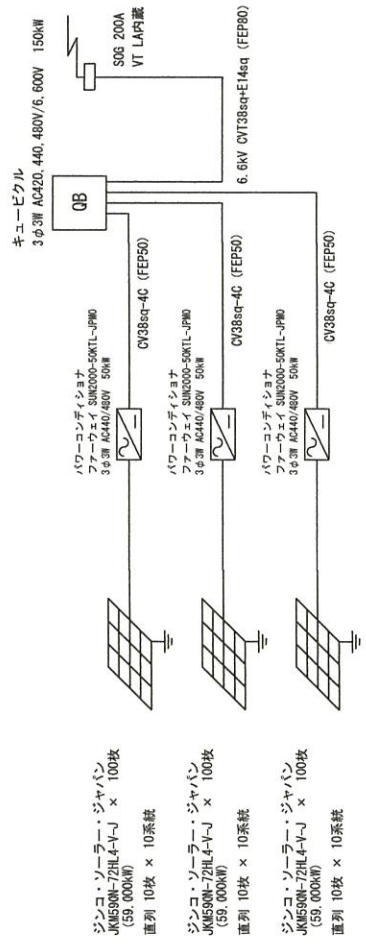 キュービクル
3φ3W AC420,440,480V/6,600V 150kW
QB
SOG 200A
VT LA内蔵
6.6kV CVT38sq+E14sq (FEP80)
パワーコンディショナ
ファーウェイ SUN2000-50KTL-JPM0
3φ3W AC440/480V 50kW
CV38sq-4C (FEP50)
ジンコ・ソーラー・ジャパン
JKM590N-72HL4-V-J × 100枚
(59.000kW)
直列 10枚 × 10系統
パワーコンディショナ
ファーウェイ SUN2000-50KTL-JPM0
3φ3W AC440/480V 50kW
CV38sq-4C (FEP50)
ジンコ・ソーラー・ジャパン
JKM590N-72HL4-V-J × 100枚
(59.000kW)
直列 10枚 × 10系統
パワーコンディショナ
ファーウェイ SUN2000-50KTL-JPM0
3φ3W AC440/480V 50kW
CV38sq-4C (FEP50)
ジンコ・ソーラー・ジャパン
JKM590N-72HL4-V-J × 100枚
(59.000kW)
直列 10枚 × 10系統